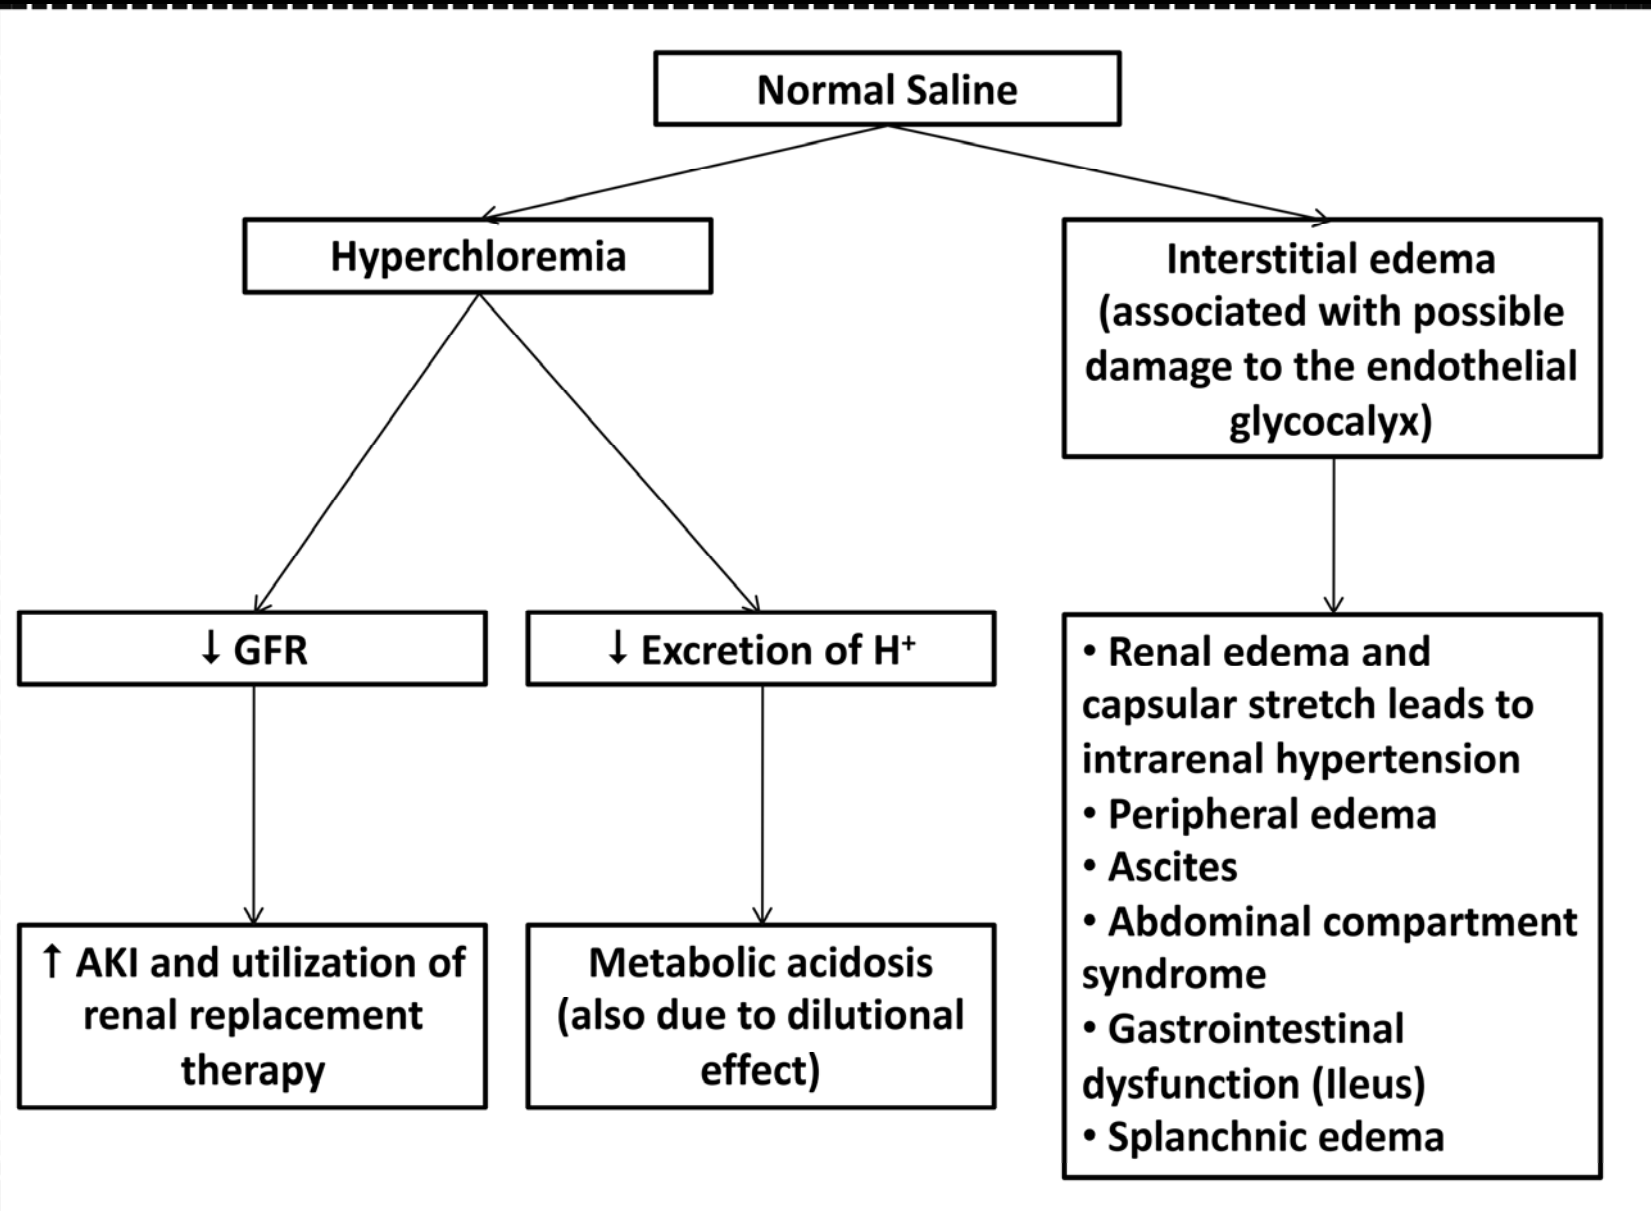 Normal Saline
Hyperchloremia
Interstitial edema
(associated with possible
damage to the endothelial
glycocalyx)
↓ GFR
↓ Excretion of H⁺
• Renal edema and
capsular stretch leads to
intrarenal hypertension
• Peripheral edema
• Ascites
• Abdominal compartment
syndrome
• Gastrointestinal
dysfunction (Ileus)
• Splanchnic edema
↑ AKI and utilization of
renal replacement
therapy
Metabolic acidosis
(also due to dilutional
effect)